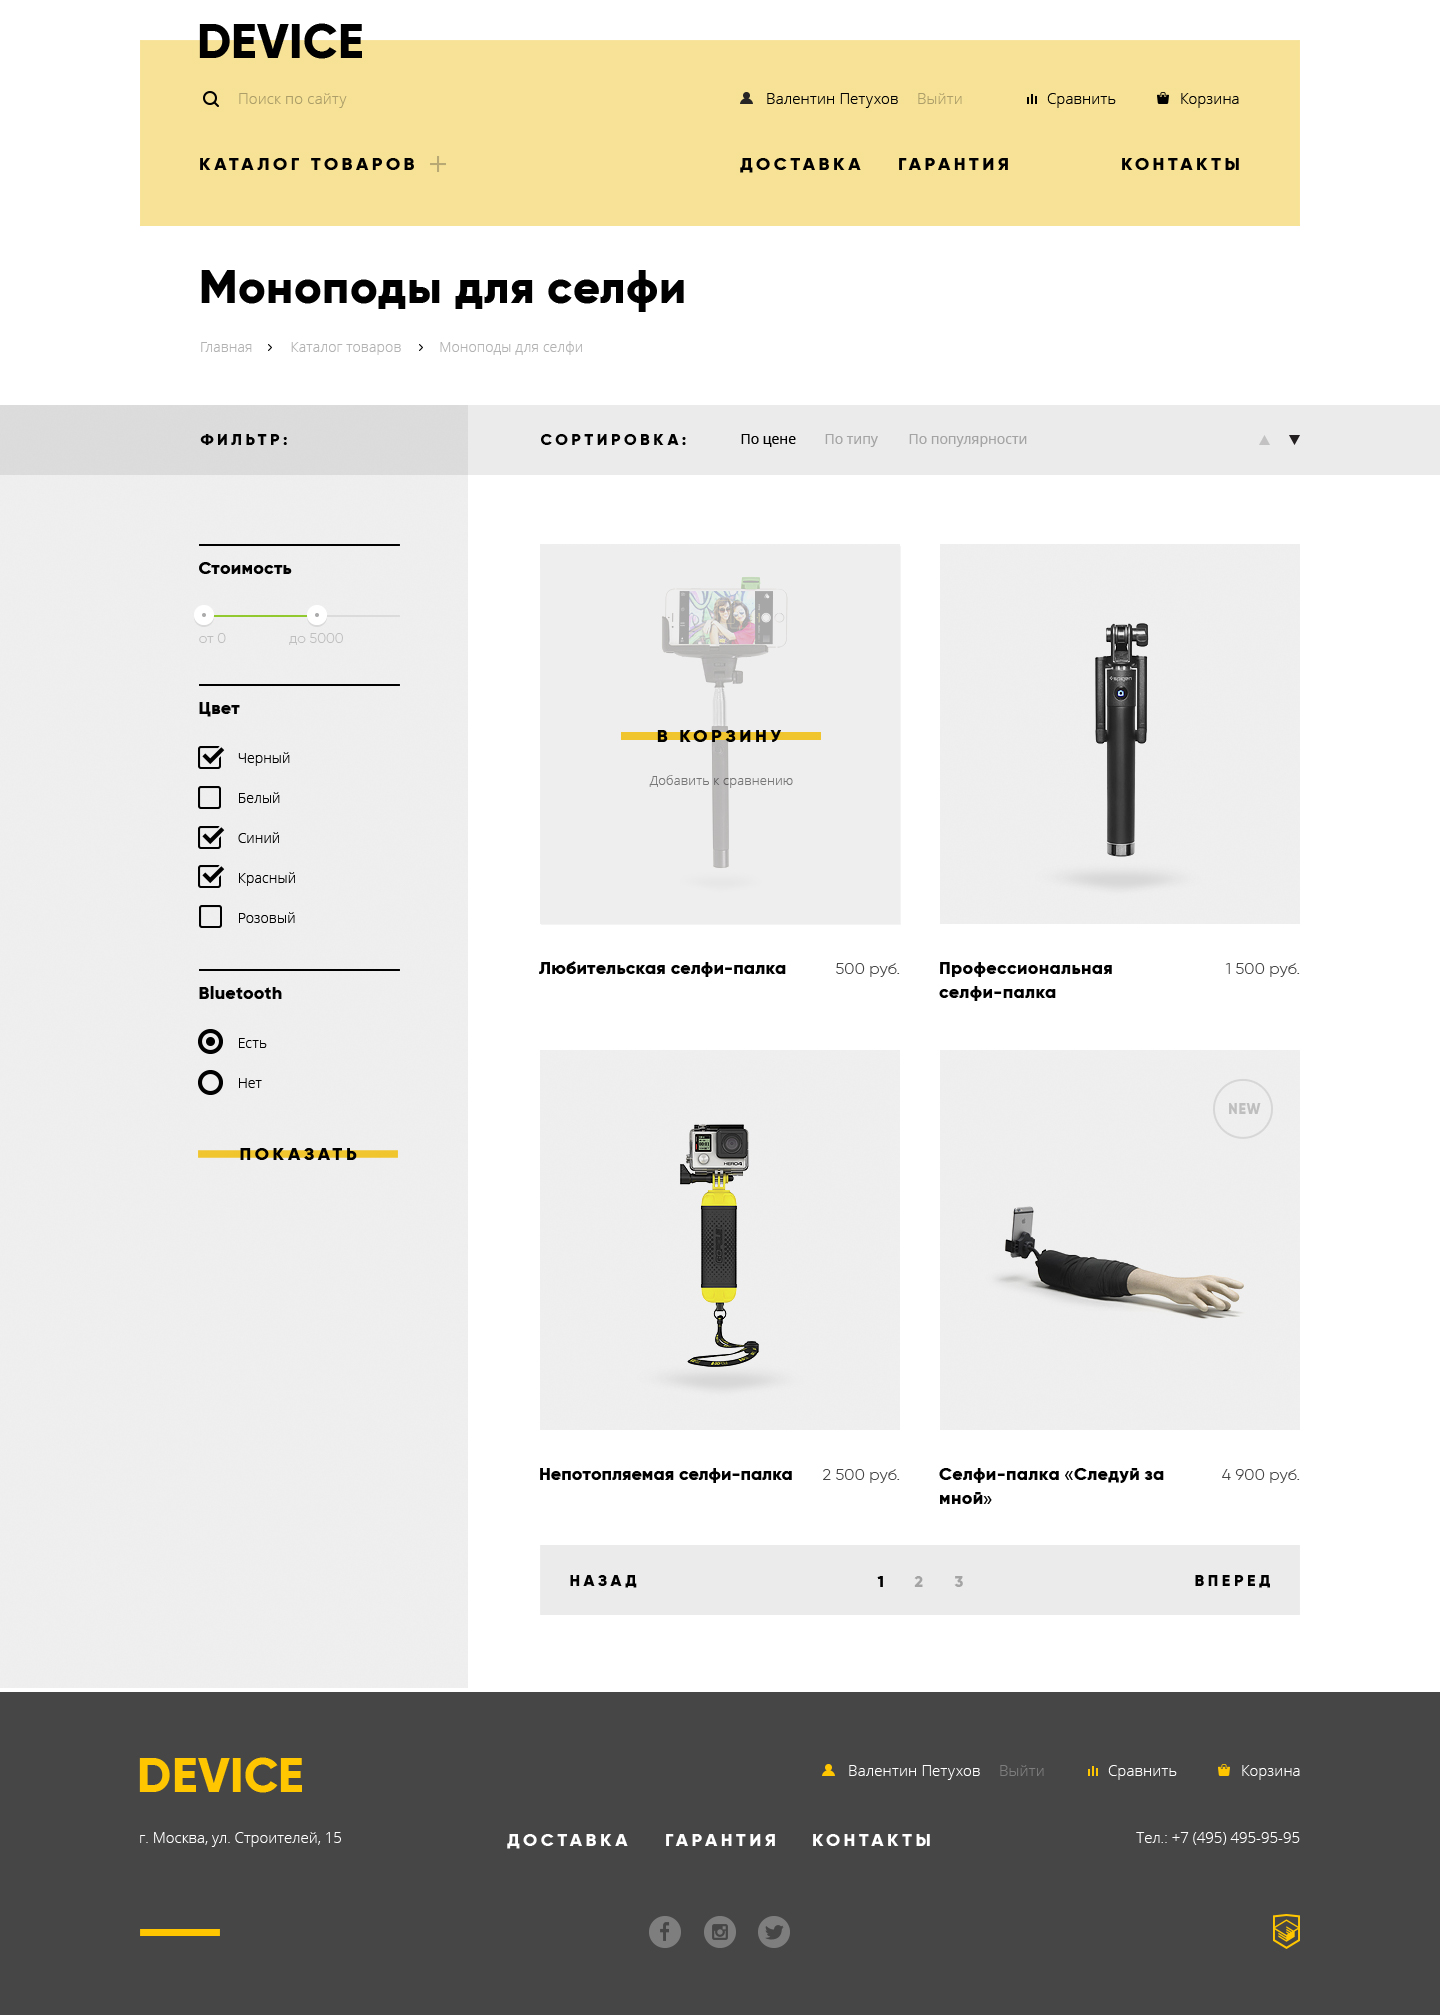 DEVICE
Поиск по сайту
Валентин Петухов Выйти Сравнить Корзина
КАТАЛОГ ТОВАРОВ
ДОСТАВКА ГАРАНТИЯ КОНТАКТЫ
Моноподы для селфи
Главная Каталог товаров Моноподы для селфи
ФИЛЬТР:
СОРТИРОВКА: По цене По типу По популярности
Стоимость
от 0 до 5000
Цвет
Черный
Белый
Синий
Красный
Розовый
Bluetooth
Есть
Нет
ПОКАЗАТЬ
В КОРЗИНУ
Добавить к сравнению
Любительская селфи-палка 500 руб.
spigen
Профессиональная 1 500 руб.
селфи-палка
HERO4
Непотопляемая селфи-палка 2 500 руб.
NEW
Селфи-палка «Следуй за 4 900 руб.
мной»
НАЗАД 1 2 3 ВПЕРЕД
DEVICE
Валентин Петухов Выйти Сравнить Корзина
г. Москва, ул. Строителей, 15
ДОСТАВКА ГАРАНТИЯ КОНТАКТЫ
Тел.: +7 (495) 495-95-95